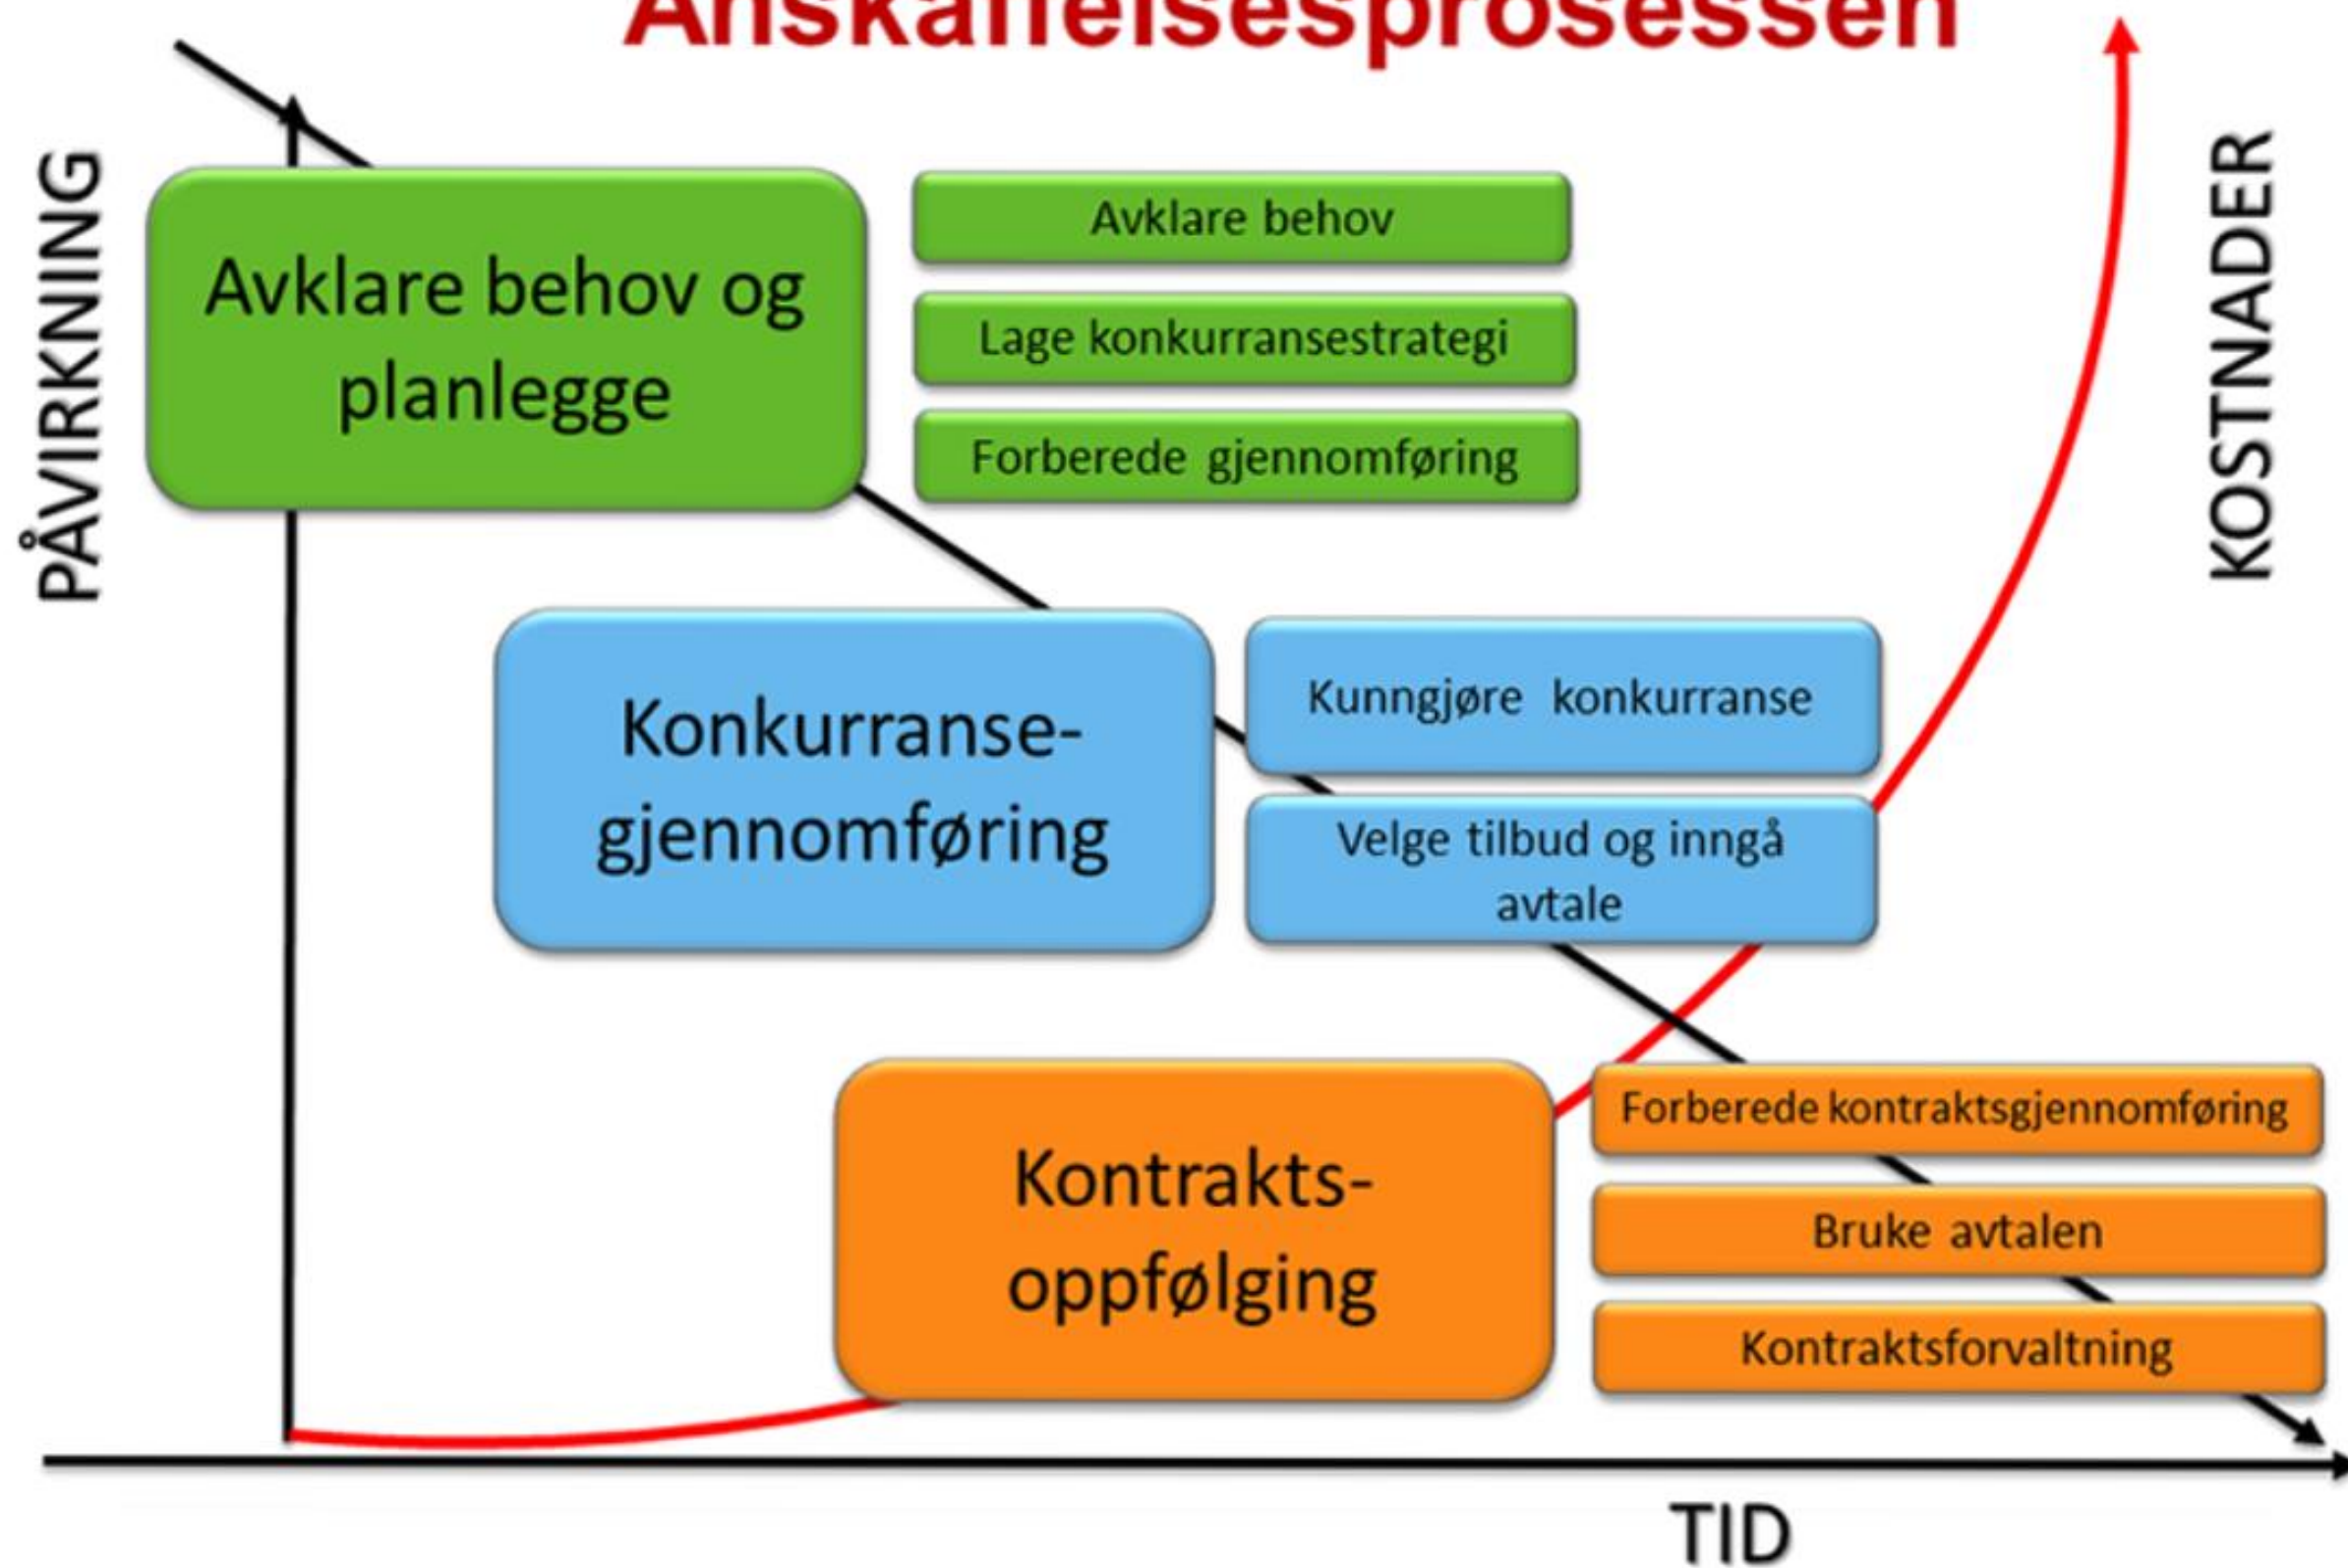 Anskaffelsesprosessen
PÅVIRKNING
KOSTNADER
Avklare behov og
planlegge
Avklare behov
Lage konkurransestrategi
Forberede gjennomføring
Konkurranse-
gjennomføring
Kunngjøre konkurranse
Velge tilbud og inngå
avtale
Kontrakts-
oppfølging
Forberede kontraktsgjennomføring
Bruke avtalen
Kontraktsforvaltning
TID